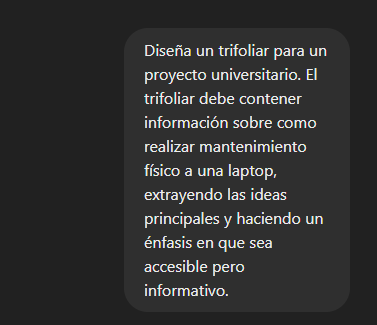 Diseña un trifoliar para un
proyecto universitario. El
trifoliar debe contener
información sobre como
realizar mantenimiento
físico a una laptop,
extrayendo las ideas
principales y haciendo un
énfasis en que sea
accesible pero
informativo.